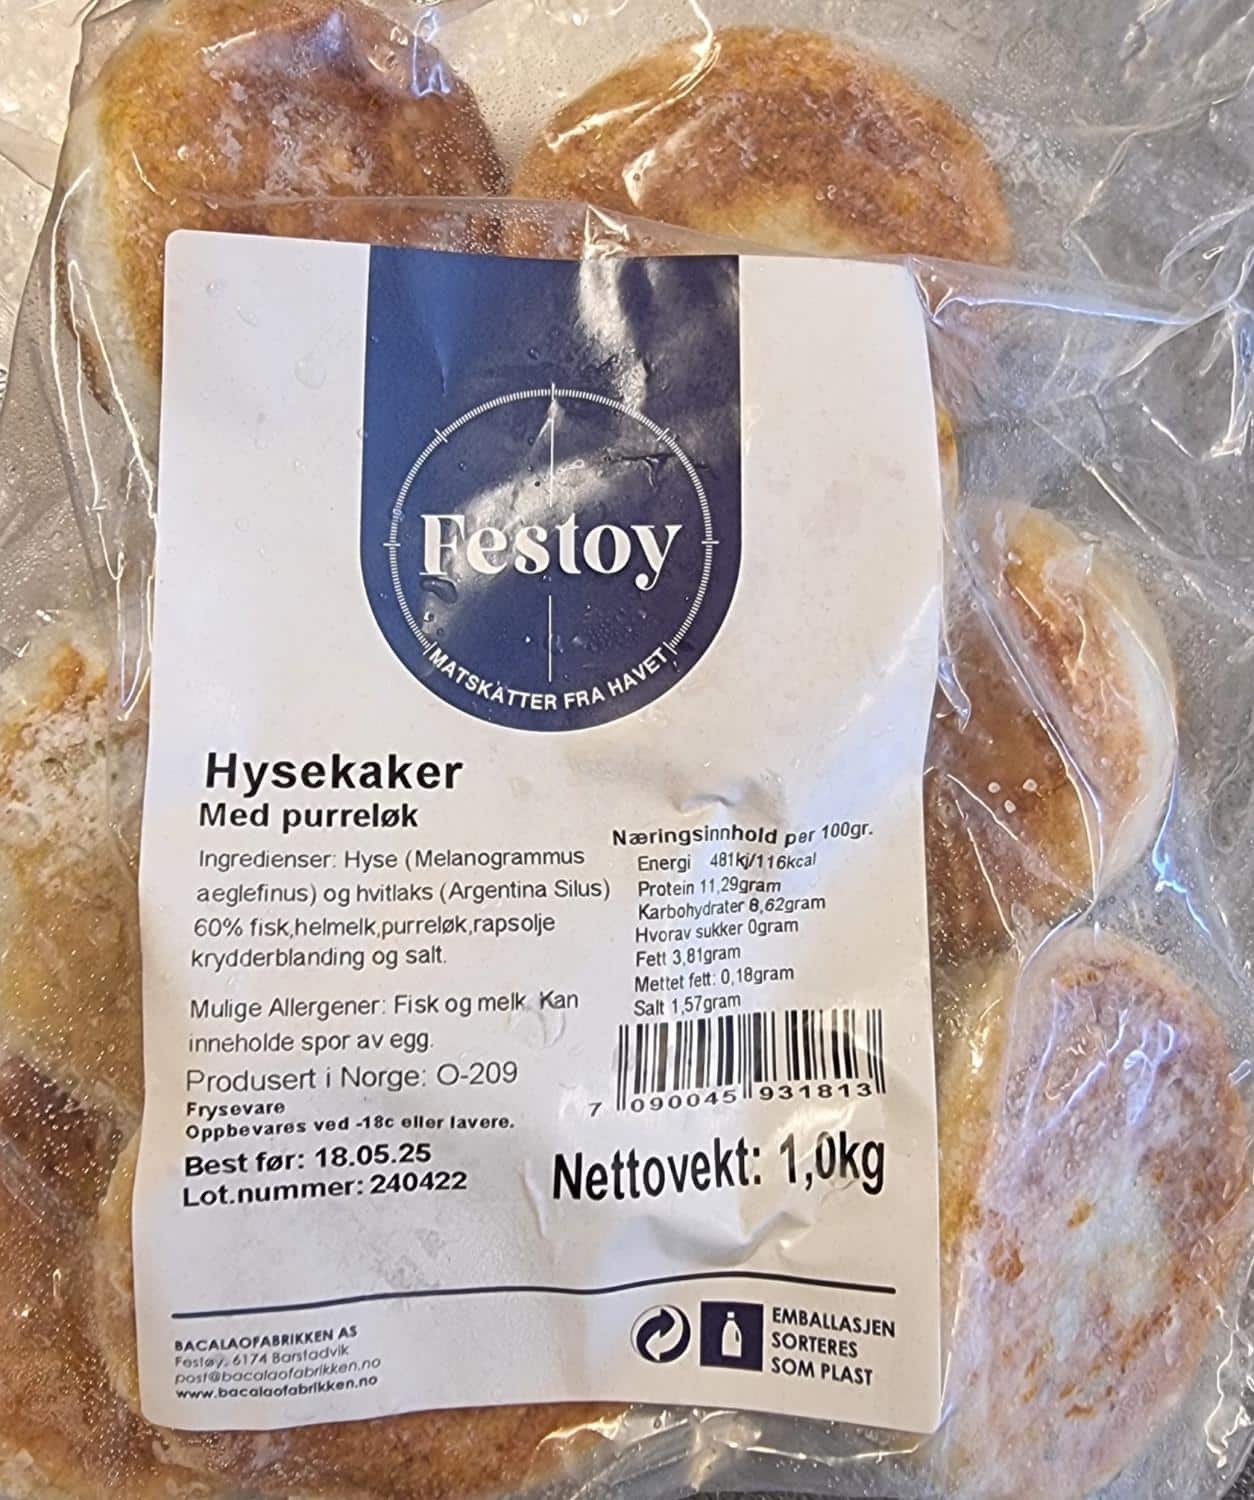 Festoy
MATSKATTER FRA HAVET
Hysekaker
Med purreløk
Ingredienser: Hyse (Melanogrammus
aeglefinus) og hvitlaks (Argentina Silus)
60% fisk,helmelk,purreløk,rapsolje
krydderblanding og salt.
Mulige Allergener: Fisk og melk. Kan
inneholde spor av egg.
Produsert i Norge: O-209
Frysevare
Oppbevares ved -18c eller lavere.
Best før: 18.05.25
Lot.nummer: 240422
Næringsinnhold per 100gr.
Energi 481kj/116kcal
Protein 11,29gram
Karbohydrater 8,62gram
Hvorav sukker 0gram
Fett 3,81gram
Mettet fett: 0,18gram
Salt 1,57gram
7 090045 931813
Nettovekt: 1,0kg
BACALAOFABRIKKEN AS
Festøy, 6174 Barstadvik
post@bacalaofabrikken.no
www.bacalaofabrikken.no
EMBALLASJEN
SORTERES
SOM PLAST